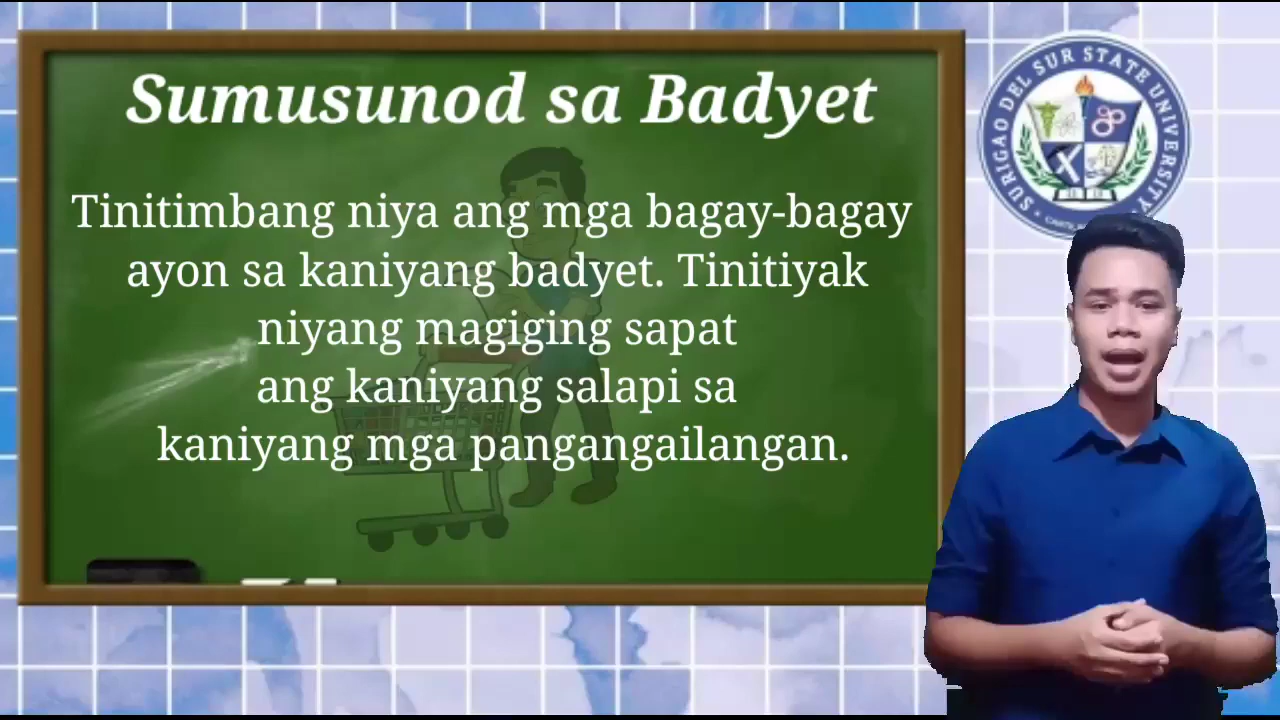 Sumusunod sa Badyet
Tinitimbang niya ang mga bagay-bagay
ayon sa kaniyang badyet. Tinitiyak
niyang magiging sapat
ang kaniyang salapi sa
kaniyang mga pangangailangan.
SURIGAO DEL SUR STATE UNIVERSITY